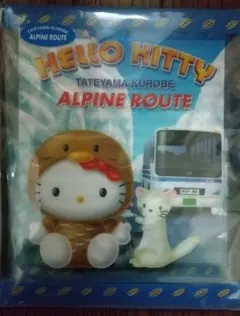 TATEYAMA-KUROBE
ALPINE ROUTE
HELLO KITTY
TATEYAMA KUROBE
ALPINE ROUTE